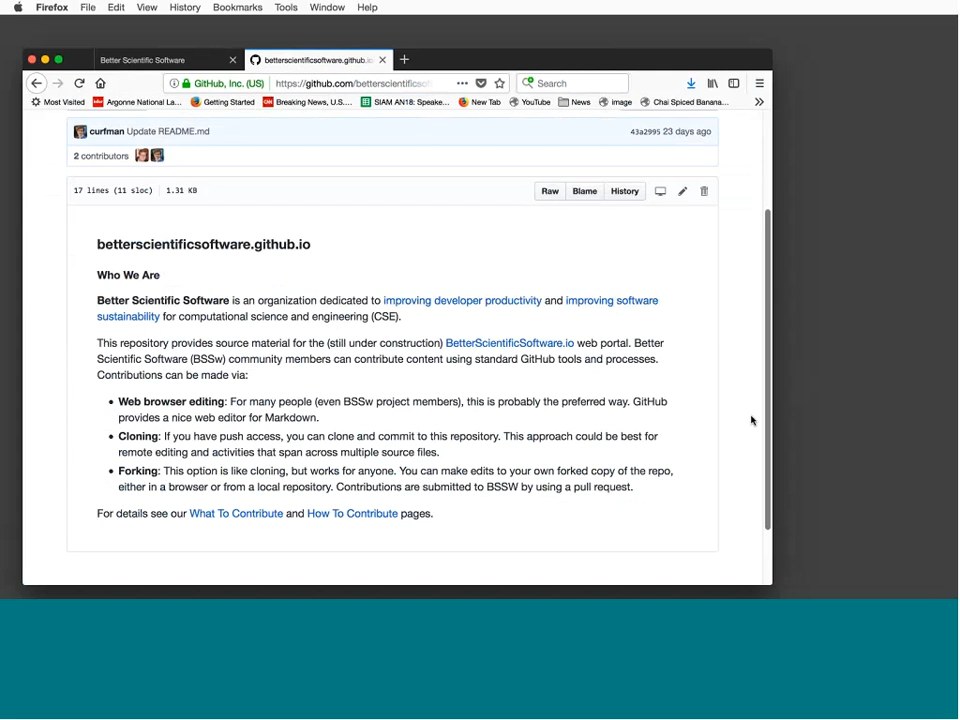 Firefox File Edit View History Bookmarks Tools Window Help
Better Scientific Software betterscientificsoftware.github.io
GitHub, Inc. (US) https://github.com/betterscientificsof Search
Most Visited Argonne National La... Getting Started Breaking News, U.S.... SIAM AN18: Speake... New Tab YouTube News image Chai Spiced Banana...
curfman Update README.md 43a2995 23 days ago
2 contributors
17 lines (11 sloc) 1.31 KB Raw Blame History
betterscientificsoftware.github.io
Who We Are
Better Scientific Software is an organization dedicated to improving developer productivity and improving software
sustainability for computational science and engineering (CSE).
This repository provides source material for the (still under construction) BetterScientificSoftware.io web portal. Better
Scientific Software (BSSw) community members can contribute content using standard GitHub tools and processes.
Contributions can be made via:
• Web browser editing: For many people (even BSSw project members), this is probably the preferred way. GitHub
provides a nice web editor for Markdown.
• Cloning: If you have push access, you can clone and commit to this repository. This approach could be best for
remote editing and activities that span across multiple source files.
• Forking: This option is like cloning, but works for anyone. You can make edits to your own forked copy of the repo,
either in a browser or from a local repository. Contributions are submitted to BSSW by using a pull request.
For details see our What To Contribute and How To Contribute pages.